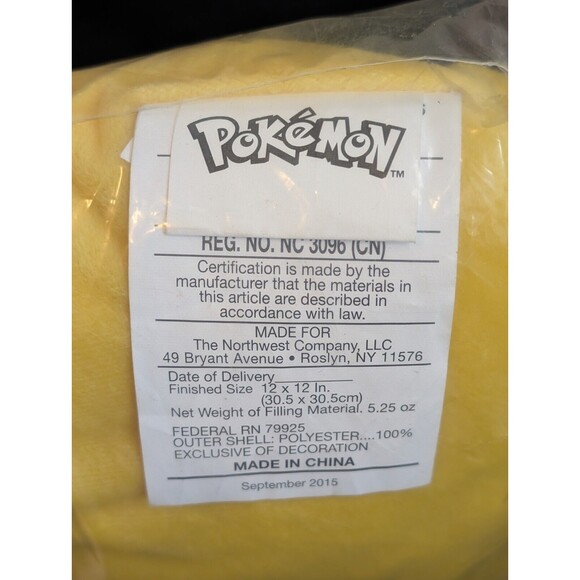 POKéMON™
REG. NO. NC 3096 (CN)
Certification is made by the
manufacturer that the materials in
this article are described in
accordance with law.
MADE FOR
The Northwest Company, LLC
49 Bryant Avenue • Roslyn, NY 11576
Date of Delivery
Finished Size 12 x 12 In.
(30.5 x 30.5cm)
Net Weight of Filling Material. 5.25 oz
FEDERAL RN 79925
OUTER SHELL: POLYESTER....100%
EXCLUSIVE OF DECORATION
MADE IN CHINA
September 2015